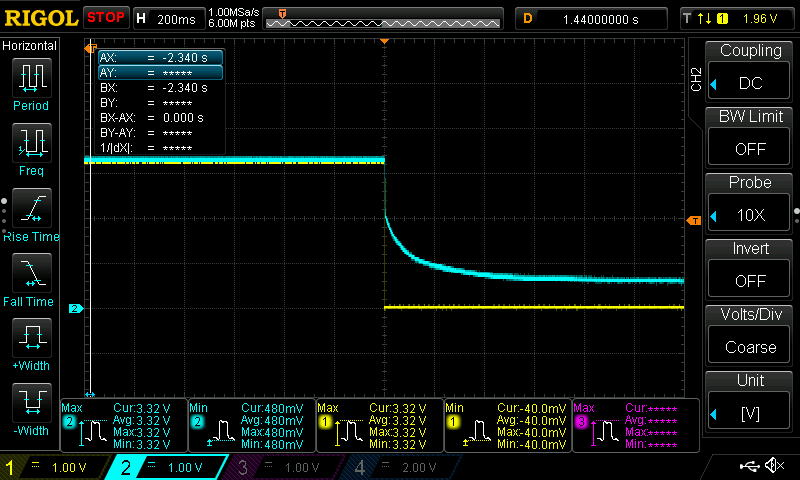 RIGOL STOP H 200ms 1.00MSa/s 6.00M pts T D 1.44000000 s T 1 1.96 V
Horizontal
Period
Freq
Rise Time
Fall Time
+Width
-Width
T
AX: = -2.340 s
AY: = *****
BX: = -2.340 s
BY: = *****
BX-AX: = 0.000 s
BY-AY: = *****
1/|dX|: = *****
T
2
CH2
Coupling
DC
BW Limit
OFF
Probe
10X
Invert
OFF
Volts/Div
Coarse
Unit
[V]
Max
2
Cur:3.32 V
Avg:3.32 V
Max:3.32 V
Min:3.32 V
Min
2
Cur:480mV
Avg:480mV
Max:480mV
Min:480mV
Max
1
Cur:3.32 V
Avg:3.32 V
Max:3.32 V
Min:3.32 V
Min
1
Cur:-40.0mV
Avg:-40.0mV
Max:-40.0mV
Min:-40.0mV
Max
3
Cur:*****
Avg:*****
Max:*****
Min:*****
1 1.00 V 2 1.00 V 3 1.00 V 4 2.00 V